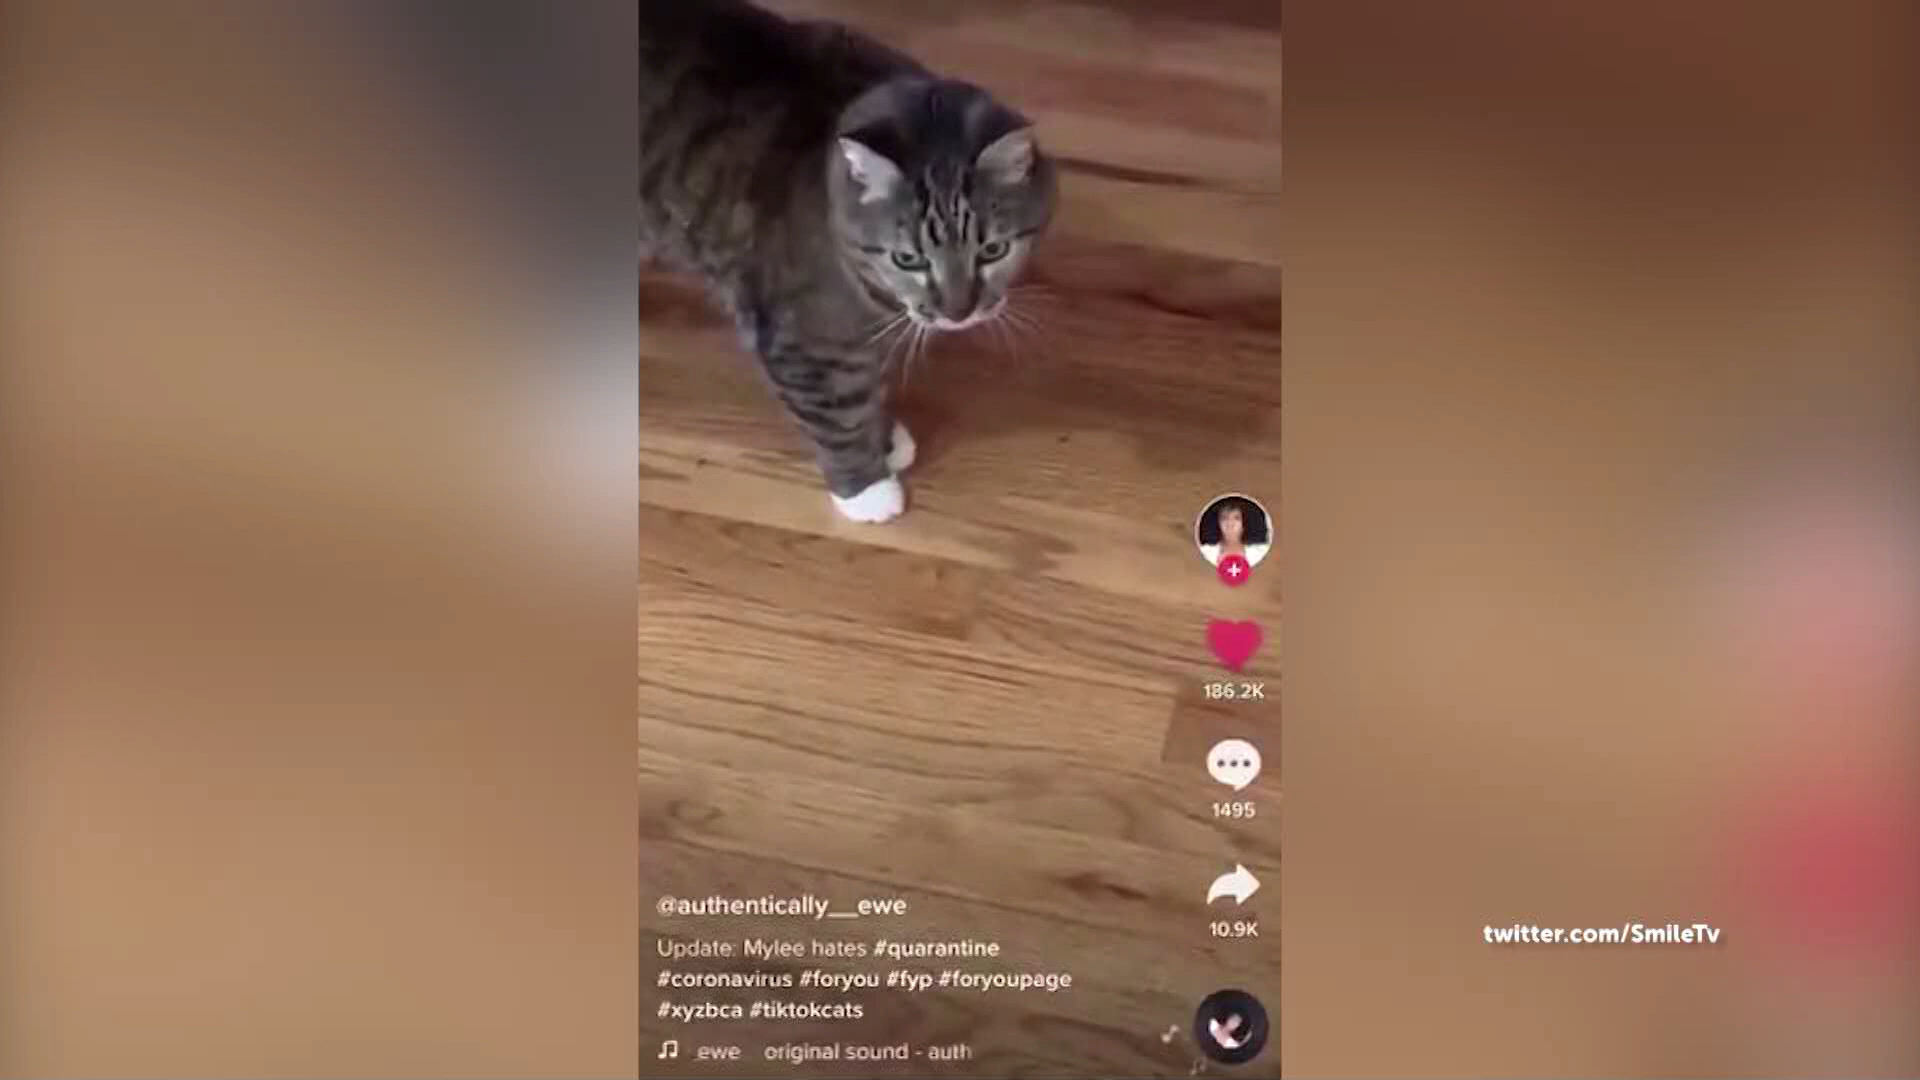 186.2K
1495
10.9K
@authentically__ewe
Update: Mylee hates #quarantine
#coronavirus #foryou #fyp #foryoupage
#xyzbca #tiktokcats
_ewe original sound - auth
twitter.com/SmileTv